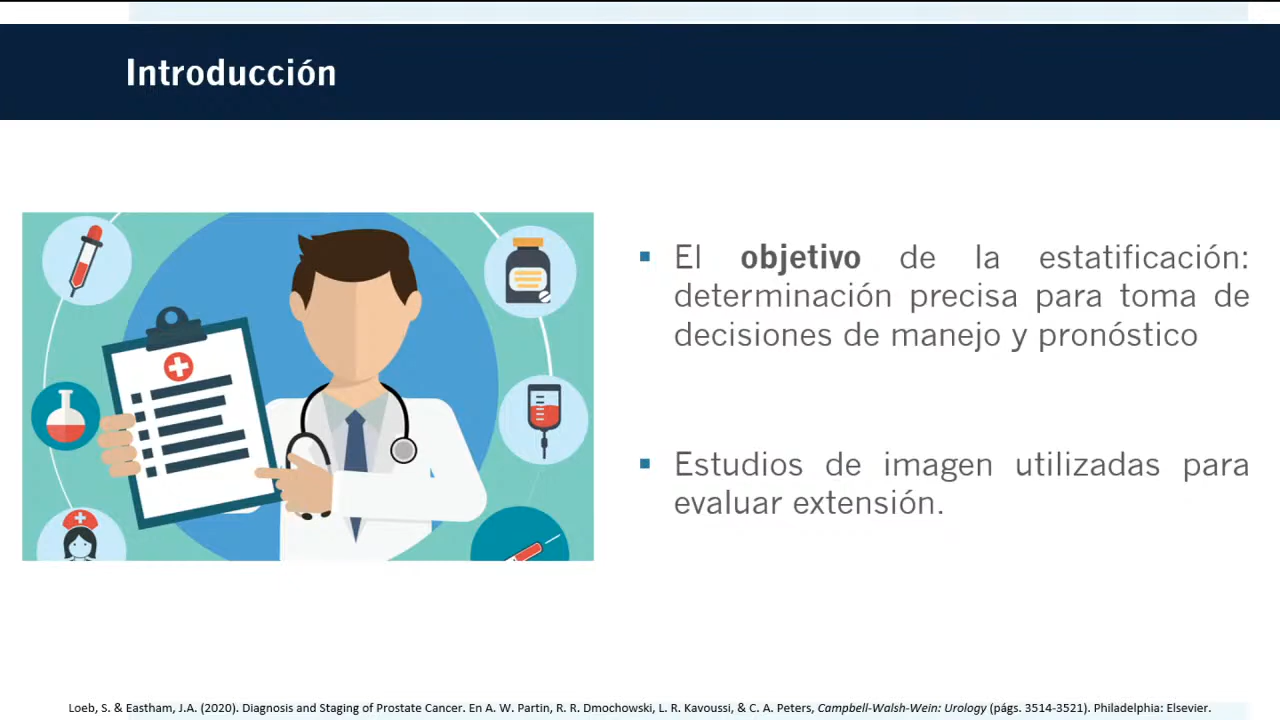 Introducción
El objetivo de la estatificación:
determinación precisa para toma de
decisiones de manejo y pronóstico
Estudios de imagen utilizadas para
evaluar extensión.
Loeb, S. & Eastham, J.A. (2020). Diagnosis and Staging of Prostate Cancer. En A. W. Partin, R. R. Dmochowski, L. R. Kavoussi, & C. A. Peters, Campbell-Walsh-Wein: Urology (págs. 3514-3521). Philadelphia: Elsevier.